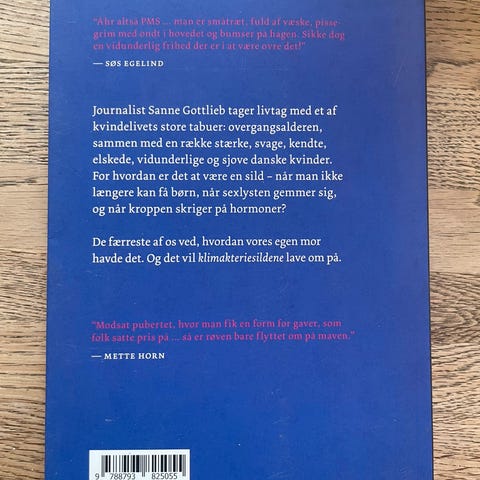 “Åhr altså PMS ... man er småtræt, fuld af væske, pisse-
grim med ondt i hovedet og bumser på hagen. Sikke dog
en vidunderlig frihed der er i at være ovre det!”
— SØS EGELIND
Journalist Sanne Gottlieb tager livtag med et af
kvindelivets store tabuer: overgangsalderen,
sammen med en række stærke, svage, kendte,
elskede, vidunderlige og sjove danske kvinder.
For hvordan er det at være en sild – når man ikke
længere kan få børn, når sexlysten gemmer sig,
og når kroppen skriger på hormoner?
De færreste af os ved, hvordan vores egen mor
havde det. Og det vil klimakteriesildene lave om på.
“Modsat pubertet, hvor man fik en form for gaver, som
folk satte pris på ... så er røven bare flyttet om på maven.”
— METTE HORN
9 788793 825055